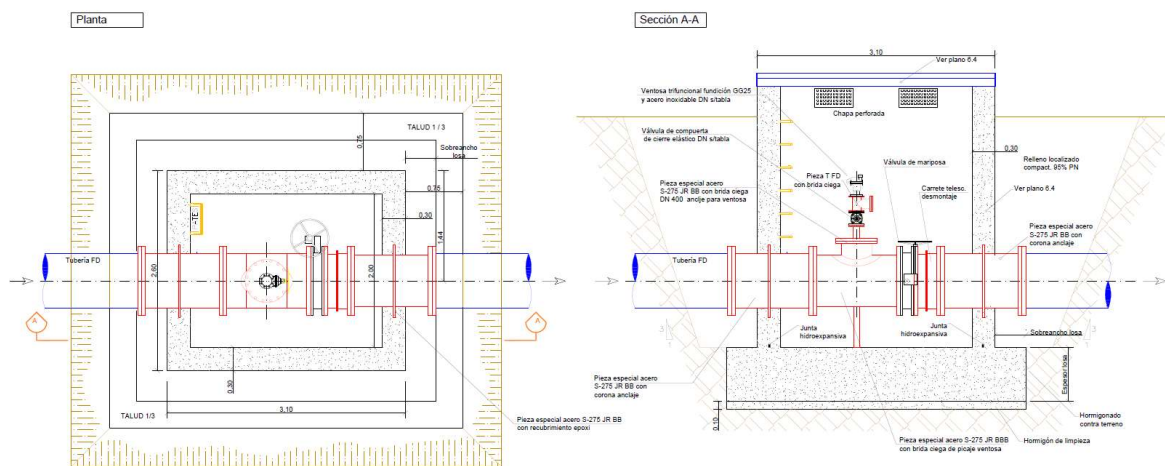 Planta
TALUD 1 / 3
0,75
Sobreancho
losa
0,75
0,30
1,44
Tubería FD
2,60
2,00
A
A
0,30
3,10
TALUD 1/3
Pieza especial acero S-275 JR BB
con recubrimiento epoxi
Sección A-A
3,10
Ver plano 6.4
Ventosa trifuncional fundición GG25
y acero inoxidable DN s/tabla
Chapa perforada
Válvula de compuerta
de cierre elástico DN s/tabla
Válvula de mariposa
0,30
Relleno localizado
compact. 95% PN
Pieza T FD
con brida ciega
Pieza especial acero
S-275 JR BB con brida ciega
DN 400 anclje para ventosa
Carrete teleso.
desmontaje
Ver plano 6.4
Pieza especial acero
S-275 JR BB con
corona anclaje
Tubería FD
Junta
hidroexpansiva
Junta
hidroexpansiva
3
1
3
1
Sobreancho losa
Espesor losa
Pieza especial acero
S-275 JR BB con
corona anclaje
0,10
Hormigonado
contra terreno
Hormigón de limpieza
Pieza especial acero S-275 JR BBB
con brida ciega de picaje ventosa